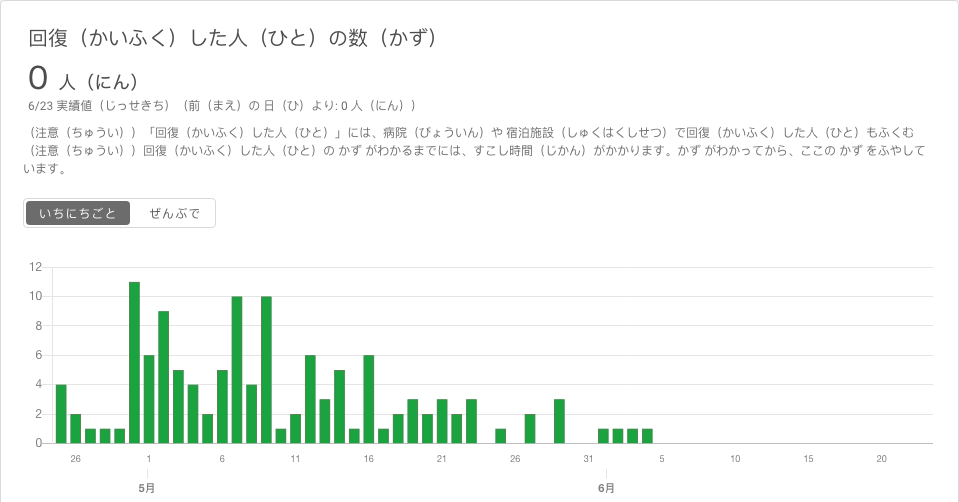 回復（かいふく）した人（ひと）の数（かず）
0 人（にん）
6/23 実績値（じっせきち）（前（まえ）の 日（ひ）より: 0 人（にん））
（注意（ちゅうい））「回復（かいふく）した人（ひと）」には、病院（びょういん）や 宿泊施設（しゅくはくしせつ）で回復（かいふく）した人（ひと）もふくむ
（注意（ちゅうい））回復（かいふく）した人（ひと）の かず がわかるまでには、すこし時間（じかん）がかかります。かず がわかってから、ここの かず をふやして
います。
いちにちごと ぜんぶで
12
10
8
6
4
2
0
26 1 6 11 16 21 26 31 5 10 15 20
5月 6月